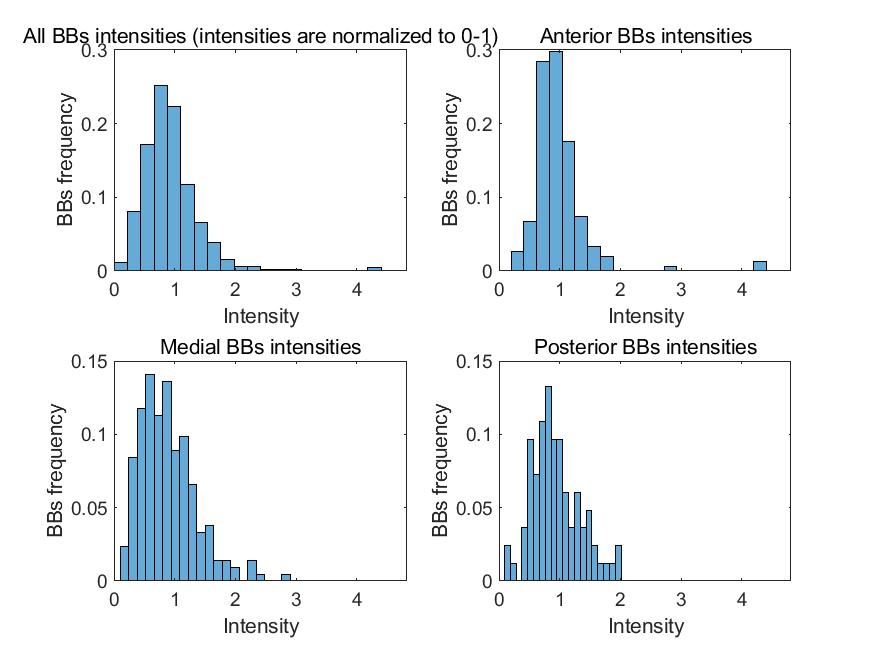 All BBs intensities (intensities are normalized to 0-1)
0.3
0.2
0.1
0
BBs frequency
0 1 2 3 4
Intensity
Anterior BBs intensities
0.3
0.2
0.1
0
BBs frequency
0 1 2 3 4
Intensity
Medial BBs intensities
0.15
0.1
0.05
0
BBs frequency
0 1 2 3 4
Intensity
Posterior BBs intensities
0.15
0.1
0.05
0
BBs frequency
0 1 2 3 4
Intensity